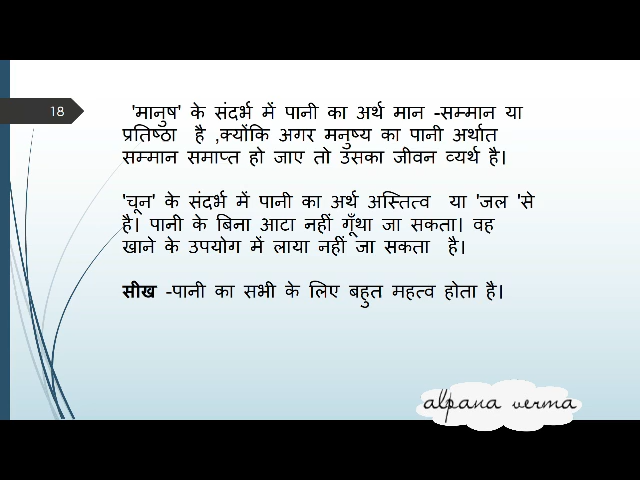 18
'मानुष' के संदर्भ में पानी का अर्थ मान -सम्मान या
प्रतिष्ठा है ,क्योंकि अगर मनुष्य का पानी अर्थात
सम्मान समाप्त हो जाए तो उसका जीवन व्यर्थ है।
'चून' के संदर्भ में पानी का अर्थ अस्तित्व या 'जल 'से
है। पानी के बिना आटा नहीं गूँथा जा सकता। वह
खाने के उपयोग में लाया नहीं जा सकता है।
सीख -पानी का सभी के लिए बहुत महत्व होता है।
alpana verma